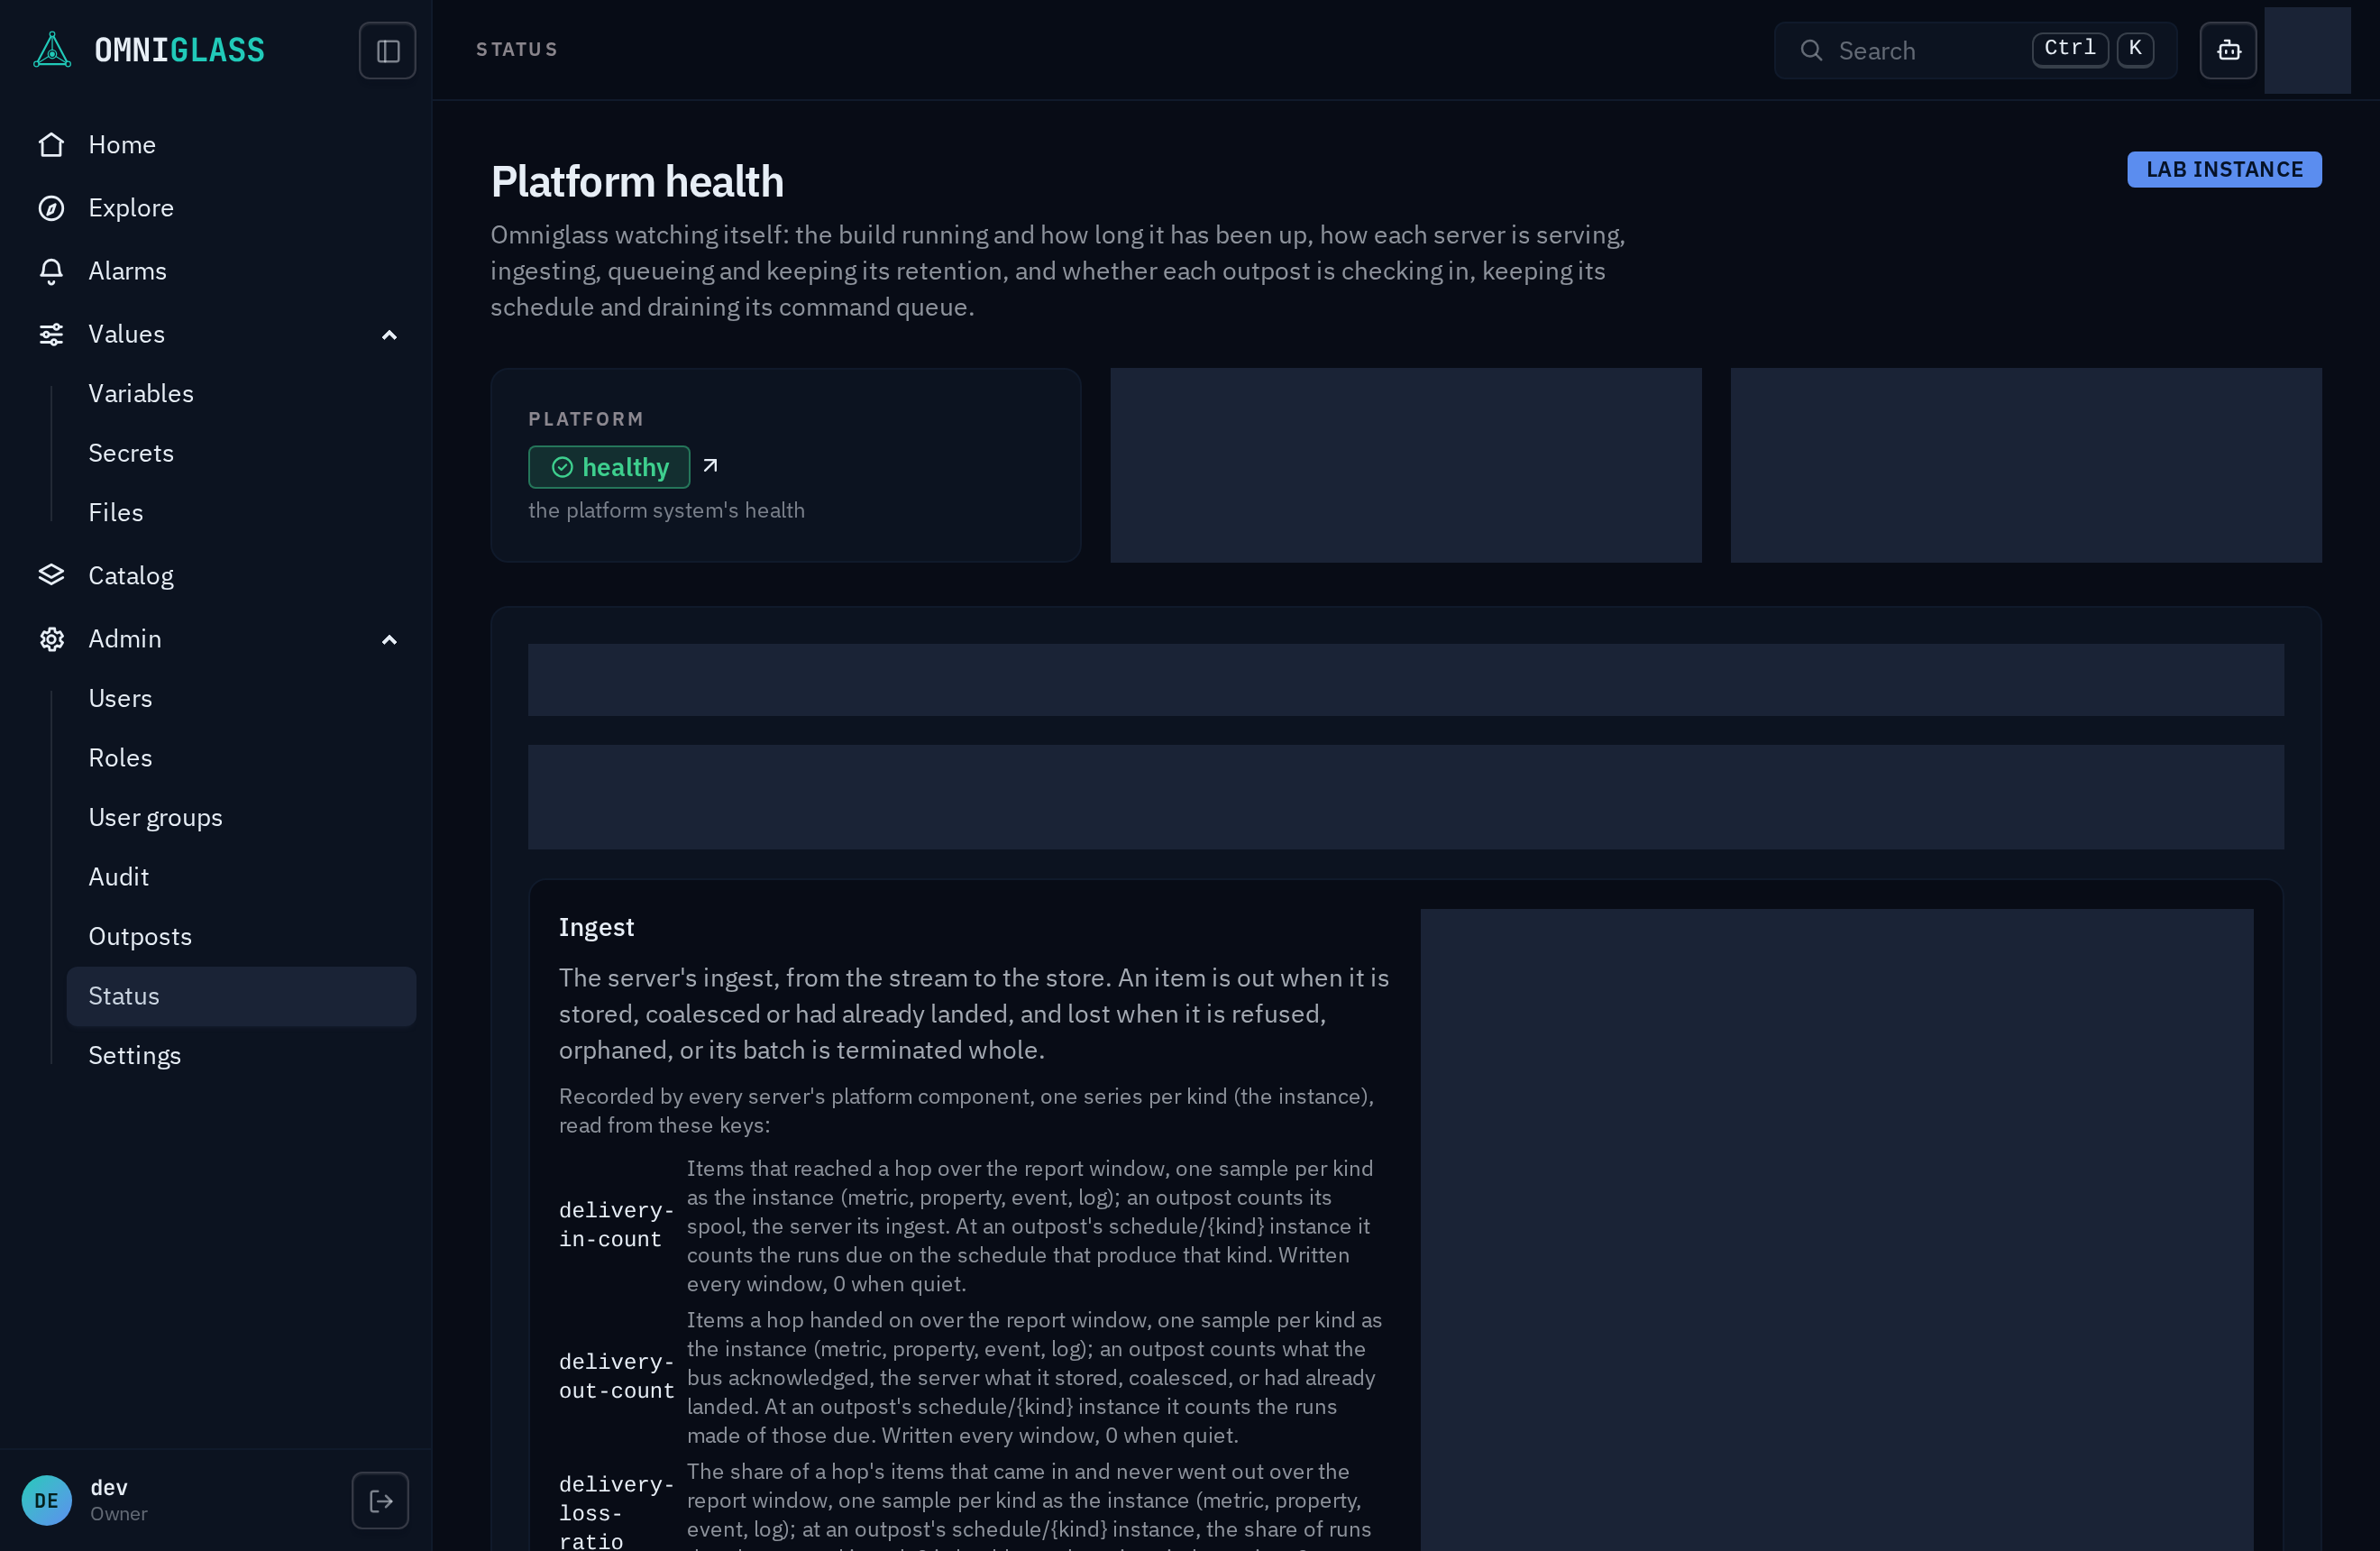 OMNIGLASS
STATUS
Search
Ctrl K
Home
Explore
Alarms
Values
Variables
Secrets
Files
Catalog
Admin
Users
Roles
User groups
Audit
Outposts
Status
Settings
DE
dev
Owner
Platform health
LAB INSTANCE
Omniglass watching itself: the build running and how long it has been up, how each server is serving,
ingesting, queueing and keeping its retention, and whether each outpost is checking in, keeping its
schedule and draining its command queue.
PLATFORM
healthy
the platform system's health
Ingest
The server's ingest, from the stream to the store. An item is out when it is
stored, coalesced or had already landed, and lost when it is refused,
orphaned, or its batch is terminated whole.
Recorded by every server's platform component, one series per kind (the instance),
read from these keys:
delivery-
in-count
Items that reached a hop over the report window, one sample per kind
as the instance (metric, property, event, log); an outpost counts its
spool, the server its ingest. At an outpost's schedule/{kind} instance it
counts the runs due on the schedule that produce that kind. Written
every window, 0 when quiet.
delivery-
out-count
Items a hop handed on over the report window, one sample per kind as
the instance (metric, property, event, log); an outpost counts what the
bus acknowledged, the server what it stored, coalesced, or had already
landed. At an outpost's schedule/{kind} instance it counts the runs
made of those due. Written every window, 0 when quiet.
delivery-
loss-
ratio
The share of a hop's items that came in and never went out over the
report window, one sample per kind as the instance (metric, property,
event, log); at an outpost's schedule/{kind} instance, the share of runs